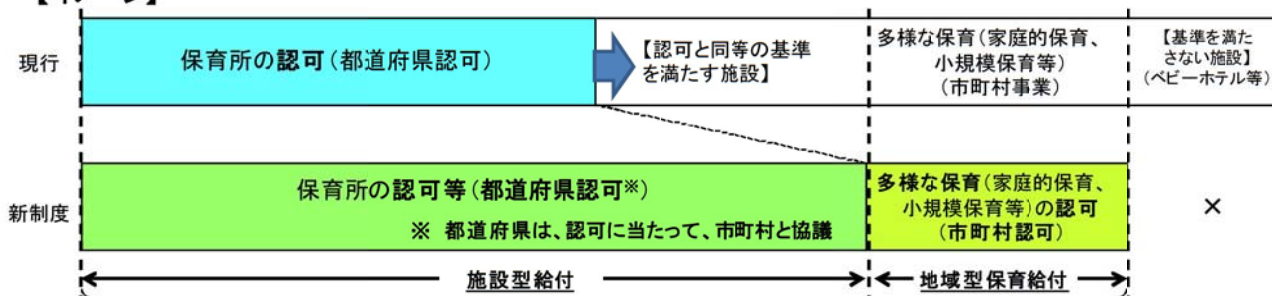 現行
保育所の認可(都道府県認可)
【認可と同等の基準
を満たす施設】
多様な保育(家庭的保育、
小規模保育等)
(市町村事業)
【基準を満た
さない施設】
(ベビーホテル等)
新制度
保育所の認可等(都道府県認可※)
※ 都道府県は、認可に当たって、市町村と協議
多様な保育(家庭的保育、
小規模保育等)の認可
(市町村認可)
×
施設型給付
地域型保育給付